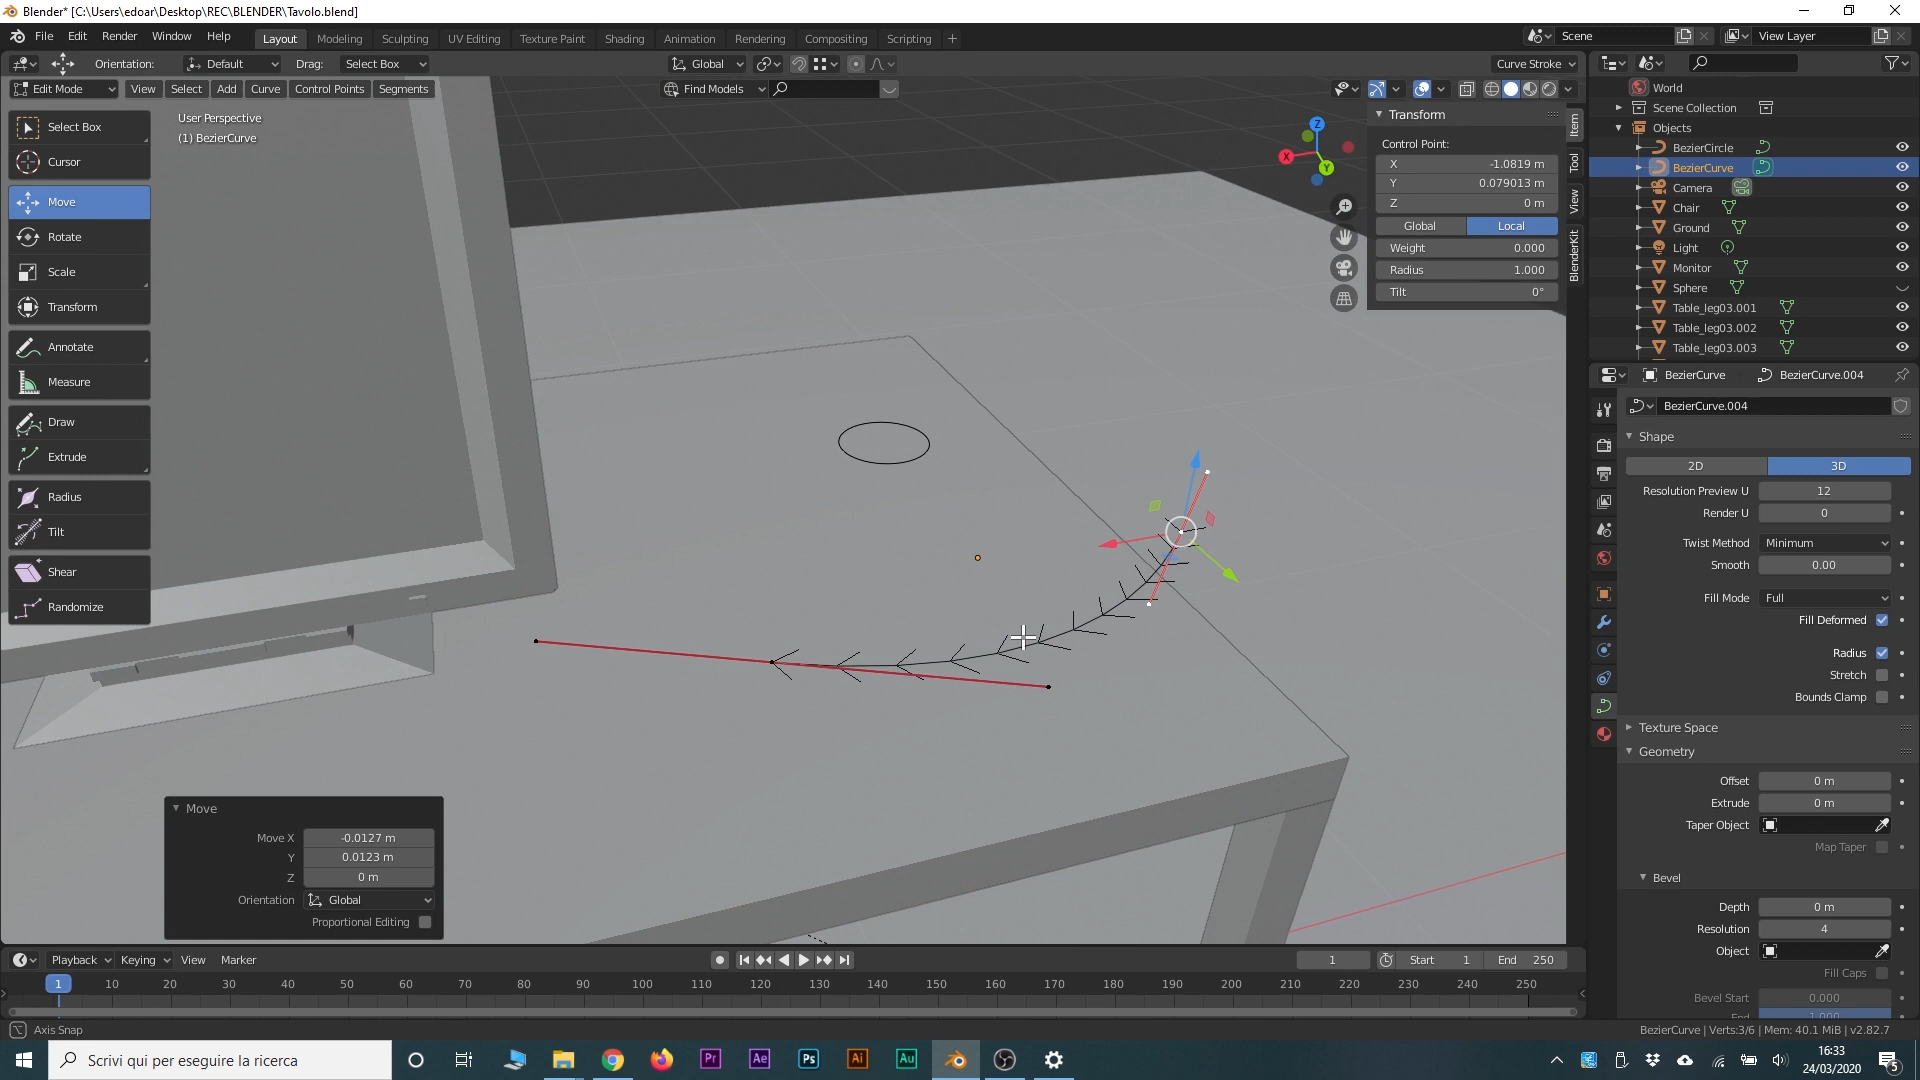 Blender* [C:\Users\edoar\Desktop\REC\BLENDER\Tavolo.blend]
File Edit Render Window Help Layout Modeling Sculpting UV Editing Texture Paint Shading Animation Rendering Compositing Scripting + Scene View Layer
Orientation: Default Drag: Select Box Global Curve Stroke
Edit Mode View Select Add Curve Control Points Segments Find Models
User Perspective
(1) BezierCurve
Select Box
Cursor
Move
Rotate
Scale
Transform
Annotate
Measure
Draw
Extrude
Radius
Tilt
Shear
Randomize
X
Y
Z
Transform
Control Point:
X -1.0819 m
Y 0.079013 m
Z 0 m
Global Local
Weight 0.000
Radius 1.000
Tilt 0°
Item
Tool
View
BlenderKit
World
Scene Collection
Objects
BezierCircle
BezierCurve
Camera
Chair
Ground
Light
Monitor
Sphere
Table_leg03.001
Table_leg03.002
Table_leg03.003
BezierCurve BezierCurve.004
BezierCurve.004
Shape
2D 3D
Resolution Preview U 12
Render U 0
Twist Method Minimum
Smooth 0.00
Fill Mode Full
Fill Deformed
Radius
Stretch
Bounds Clamp
Texture Space
Geometry
Offset 0 m
Extrude 0 m
Taper Object
Map Taper
Bevel
Depth 0 m
Resolution 4
Object
Fill Caps
Bevel Start 0.000
End 1.000
Move
Move X -0.0127 m
Y 0.0123 m
Z 0 m
Orientation Global
Proportional Editing
Playback Keying View Marker 1 Start 1 End 250
1 10 20 30 40 50 60 70 80 90 100 110 120 130 140 150 160 170 180 190 200 210 220 230 240 250
Axis Snap BezierCurve | Verts:3/6 | Mem: 40.1 MiB | v2.82.7
Scrivi qui per eseguire la ricerca Pr Ae Ps Ai Au
16:33
24/03/2020
5